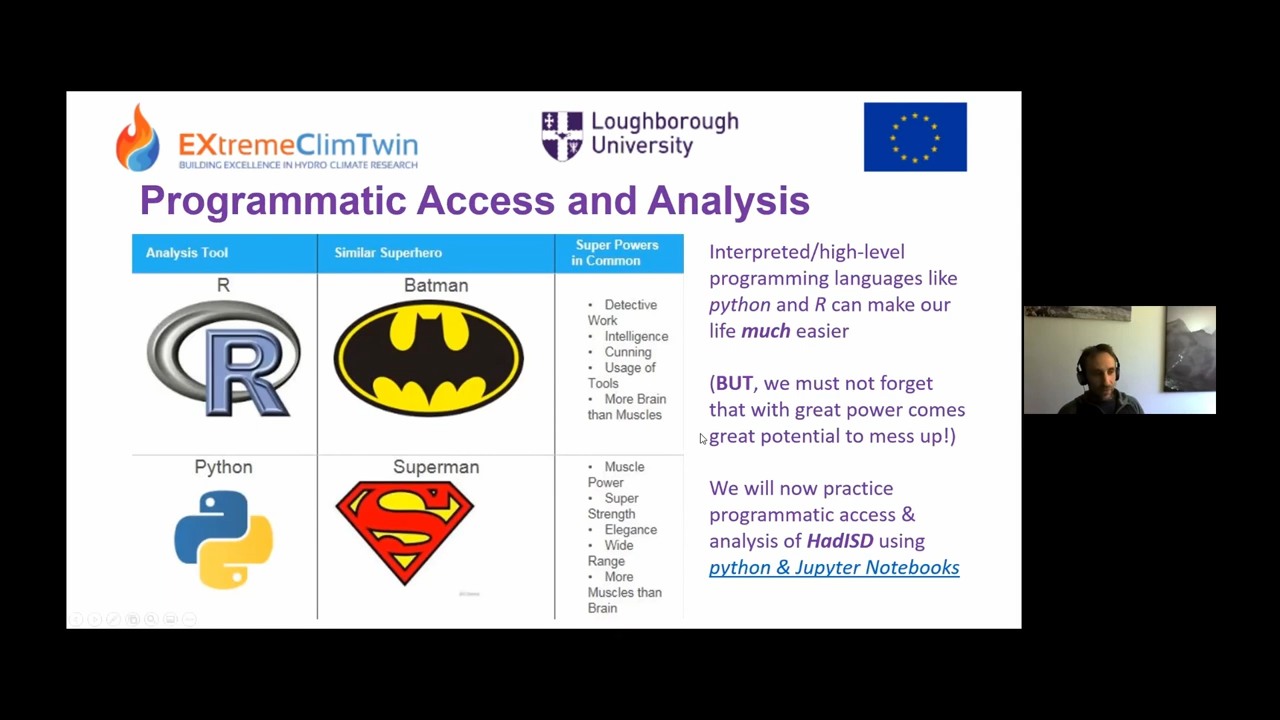 EXtremeClimTwin
BUILDING EXCELLENCE IN HYDRO CLIMATE RESEARCH
Loughborough
University
Programmatic Access and Analysis
Analysis Tool
Similar Superhero
Super Powers
in Common
R
Batman
R
• Detective
Work
• Intelligence
• Cunning
• Usage of
Tools
• More Brain
than Muscles
Python
Superman
S
• Muscle
Power
• Super
Strength
• Elegance
• Wide
Range
• More
Muscles than
Brain
Interpreted/high-level
programming languages like
python and R can make our
life much easier
(BUT, we must not forget
that with great power comes
great potential to mess up!)
We will now practice
programmatic access &
analysis of HadISD using
python & Jupyter Notebooks